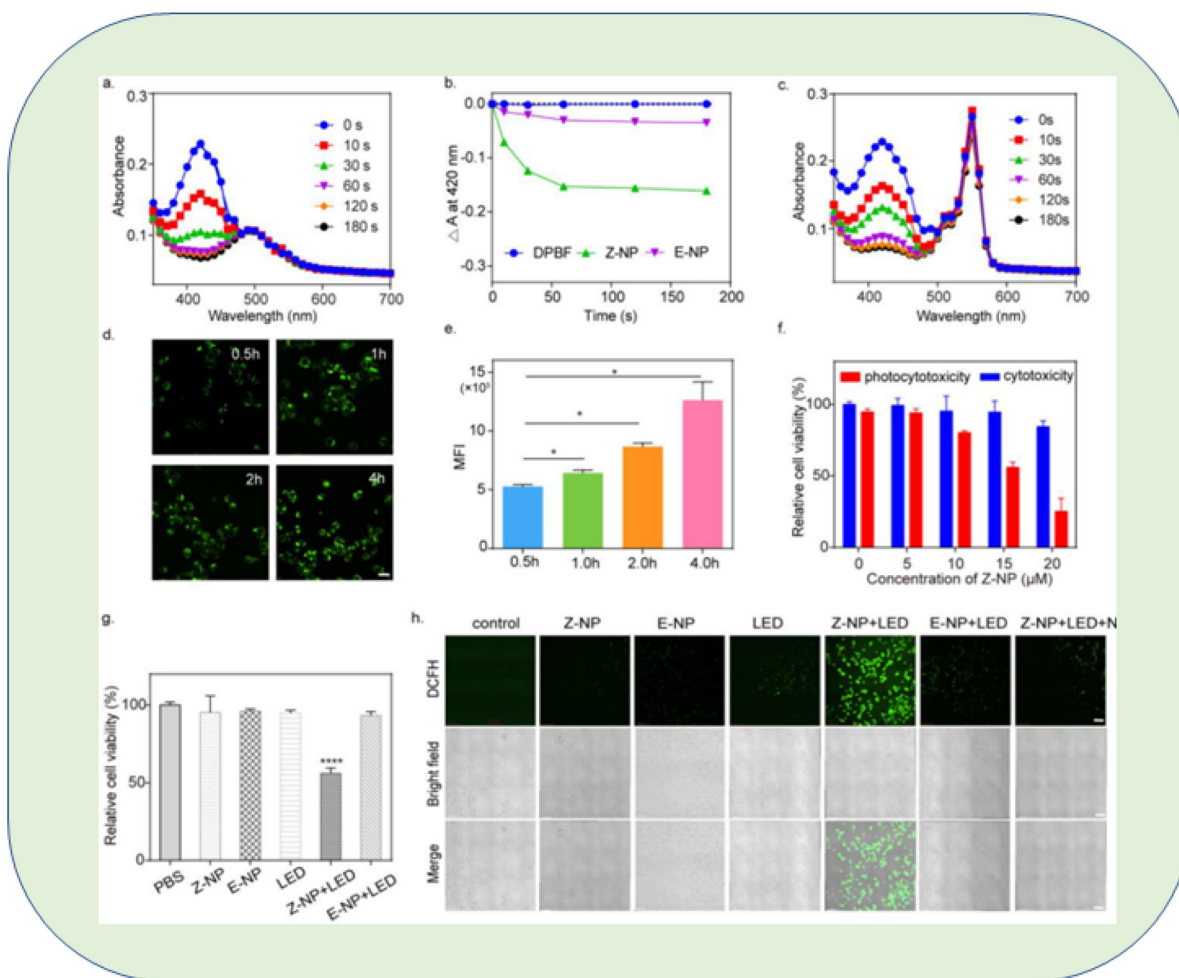 a.
Absorbance
0.3
0.2
0.1
400 500 600 700
Wavelength (nm)
0 s
10 s
30 s
60 s
120 s
180 s
b.
△ A at 420 nm
0.0
-0.1
-0.2
-0.3
DPBF Z-NP E-NP
0 50 100 150 200
Time (s)
c.
Absorbance
0.3
0.2
0.1
400 500 600 700
Wavelength (nm)
0s
10s
30s
60s
120s
180s
d.
0.5h
1h
2h
4h
e.
MFI
15
(×10³)
10
5
0
*
*
*
0.5h 1.0h 2.0h 4.0h
f.
Relative cell viability (%)
photocytotoxicity cytotoxicity
100
50
0
0 5 10 15 20
Concentration of Z-NP (μM)
g.
Relative cell viability (%)
100
50
0
****
PBS
Z-NP
E-NP
LED
Z-NP+LED
E-NP+LED
h.
control Z-NP E-NP LED Z-NP+LED E-NP+LED Z-NP+LED+N
DCFH
Bright field
Merge